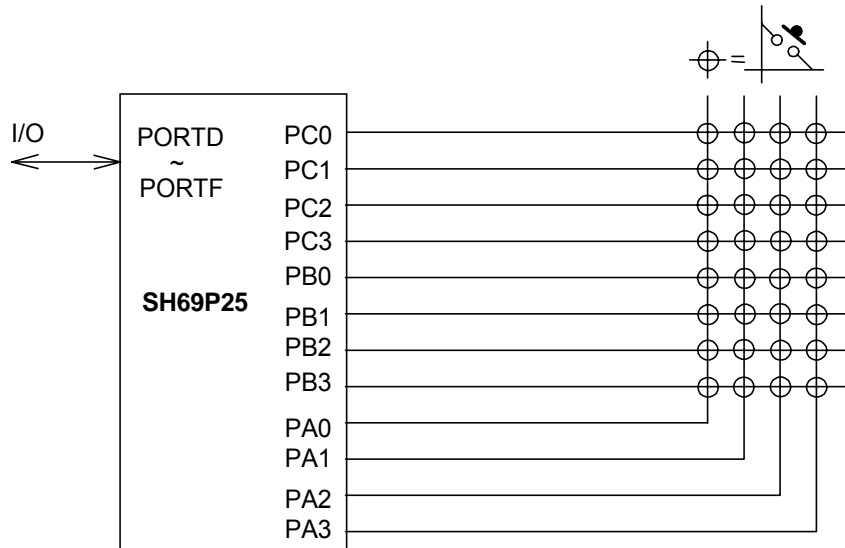 =
I/O
PORTD
~
PORTF
SH69P25
PC0
PC1
PC2
PC3
PB0
PB1
PB2
PB3
PA0
PA1
PA2
PA3